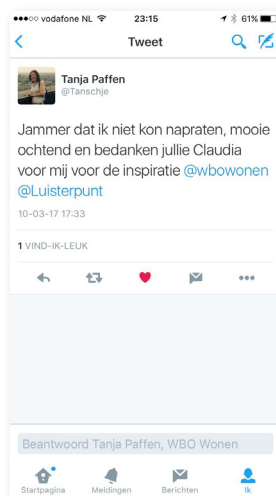 vodafone NL 23:15 61%
Tweet
Tanja Paffen
@Tanschje
Jammer dat ik niet kon napraten, mooie
ochtend en bedanken jullie Claudia
voor mij voor de inspiratie @wbowonen
@Luisterpunt
10-03-17 17:33
1 VIND-IK-LEUK
Beantwoord Tanja Paffen, WBO Wonen
Startpagina Meldingen Berichten Ik